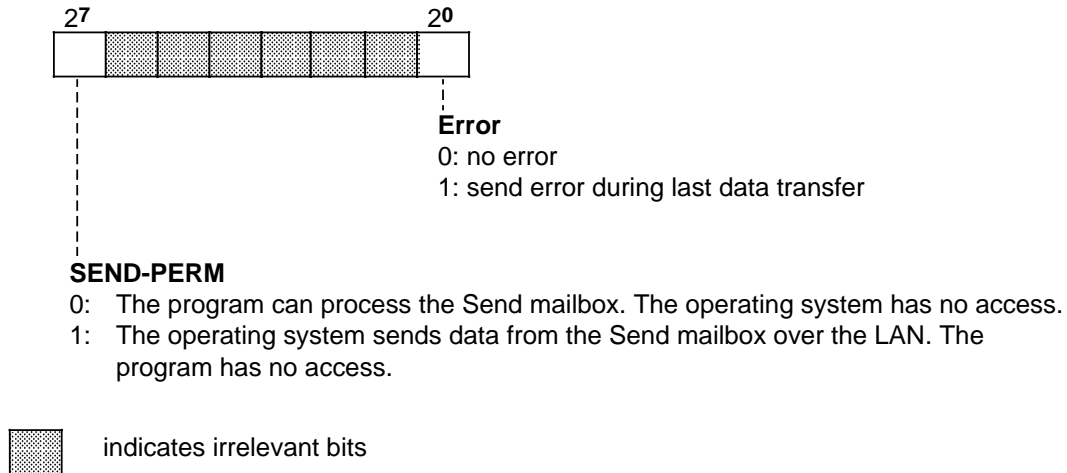 2⁷ 2⁰
Error
0: no error
1: send error during last data transfer
SEND-PERM
0: The program can process the Send mailbox. The operating system has no access.
1: The operating system sends data from the Send mailbox over the LAN. The
program has no access.
indicates irrelevant bits